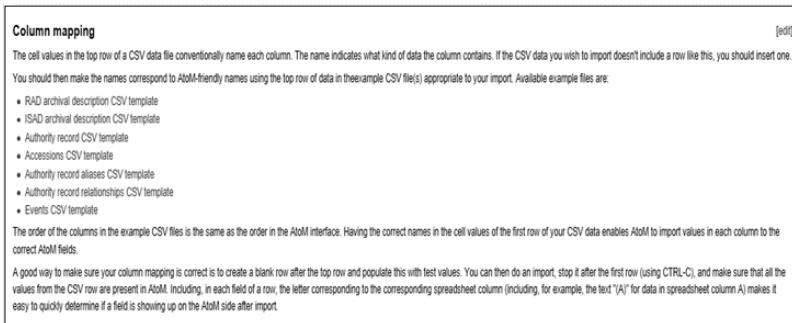 Column mapping
[edit]
The cell values in the top row of a CSV data file conventionally name each column. The name indicates what kind of data the column contains. If the CSV data you wish to import doesn't include a row like this, you should insert one.
You should then make the names correspond to AtoM-friendly names using the top row of data in theexample CSV file(s) appropriate to your import. Available example files are:
• RAD archival description CSV template
• ISAD archival description CSV template
• Authority record CSV template
• Accessions CSV template
• Authority record aliases CSV template
• Authority record relationships CSV template
• Events CSV template
The order of the columns in the example CSV files is the same as the order in the AtoM interface. Having the correct names in the cell values of the first row of your CSV data enables AtoM to import values in each column to the
correct AtoM fields.
A good way to make sure your column mapping is correct is to create a blank row after the top row and populate this with test values. You can then do an import, stop it after the first row (using CTRL-C), and make sure that all the
values from the CSV row are present in AtoM. Including, in each field of a row, the letter corresponding to the corresponding spreadsheet column (including, for example, the text "(A)" for data in spreadsheet column A) makes it
easy to quickly determine if a field is showing up on the AtoM side after import.